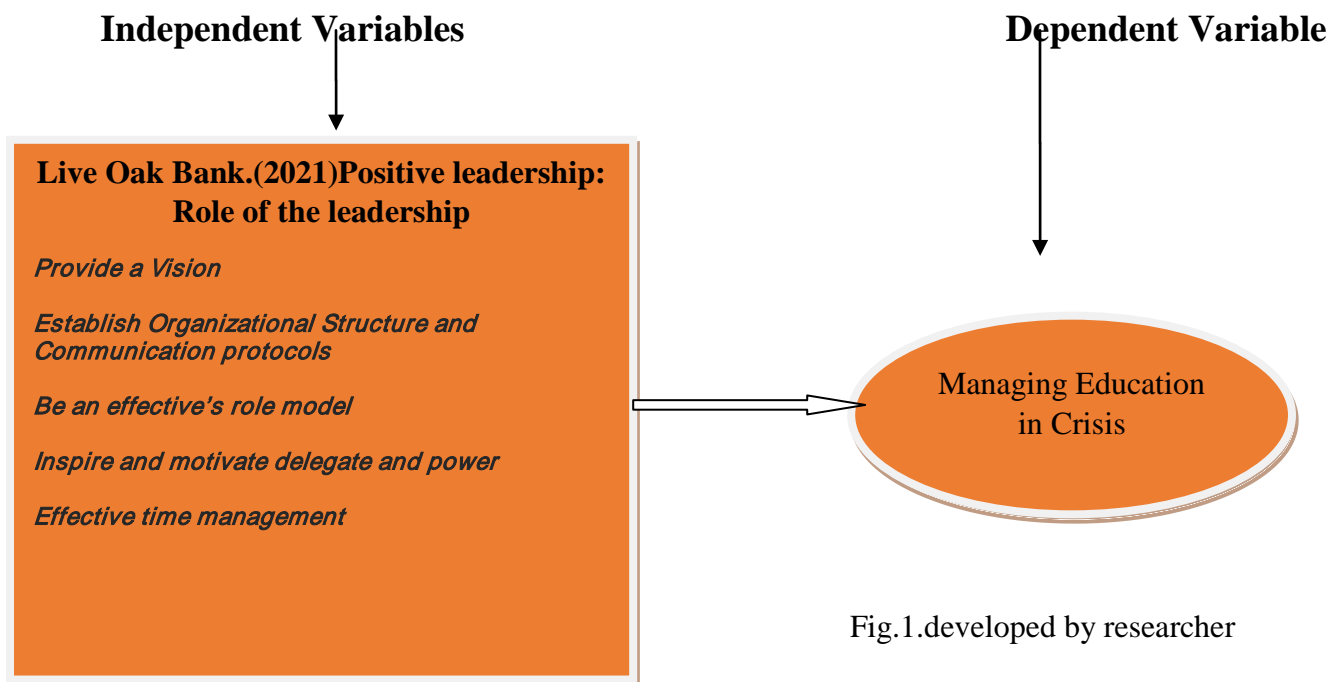 Independent Variables
Dependent Variable
Live Oak Bank.(2021)Positive leadership:
Role of the leadership
Provide a Vision
Establish Organizational Structure and
Communication protocols
Be an effective's role model
Inspire and motivate delegate and power
Effective time management
Managing Education
in Crisis
Fig.1.developed by researcher